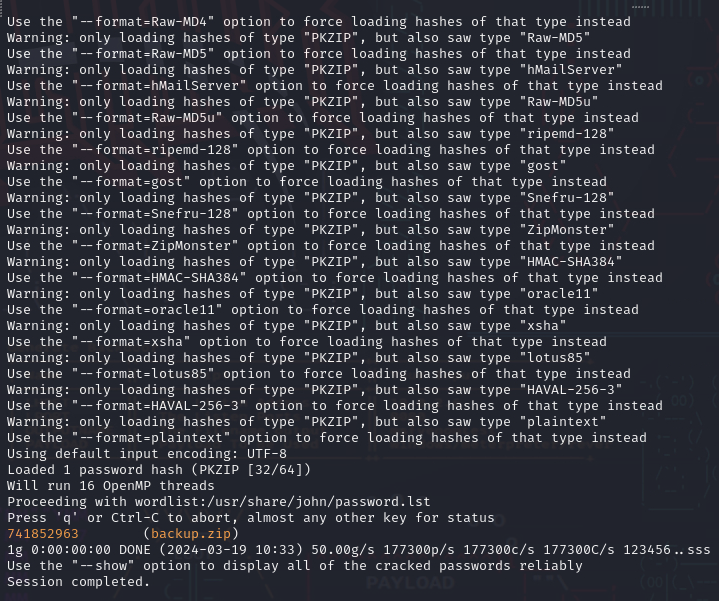 Use the "--format=Raw-MD4" option to force loading hashes of that type instead
Warning: only loading hashes of type "PKZIP", but also saw type "Raw-MD5"
Use the "--format=Raw-MD5" option to force loading hashes of that type instead
Warning: only loading hashes of type "PKZIP", but also saw type "hMailServer"
Use the "--format=hMailServer" option to force loading hashes of that type instead
Warning: only loading hashes of type "PKZIP", but also saw type "Raw-MD5u"
Use the "--format=Raw-MD5u" option to force loading hashes of that type instead
Warning: only loading hashes of type "PKZIP", but also saw type "ripemd-128"
Use the "--format=ripemd-128" option to force loading hashes of that type instead
Warning: only loading hashes of type "PKZIP", but also saw type "gost"
Use the "--format=gost" option to force loading hashes of that type instead
Warning: only loading hashes of type "PKZIP", but also saw type "Snefru-128"
Use the "--format=Snefru-128" option to force loading hashes of that type instead
Warning: only loading hashes of type "PKZIP", but also saw type "ZipMonster"
Use the "--format=ZipMonster" option to force loading hashes of that type instead
Warning: only loading hashes of type "PKZIP", but also saw type "HMAC-SHA384"
Use the "--format=HMAC-SHA384" option to force loading hashes of that type instead
Warning: only loading hashes of type "PKZIP", but also saw type "oracle11"
Use the "--format=oracle11" option to force loading hashes of that type instead
Warning: only loading hashes of type "PKZIP", but also saw type "xsha"
Use the "--format=xsha" option to force loading hashes of that type instead
Warning: only loading hashes of type "PKZIP", but also saw type "lotus85"
Use the "--format=lotus85" option to force loading hashes of that type instead
Warning: only loading hashes of type "PKZIP", but also saw type "HAVAL-256-3"
Use the "--format=HAVAL-256-3" option to force loading hashes of that type instead
Warning: only loading hashes of type "PKZIP", but also saw type "plaintext"
Use the "--format=plaintext" option to force loading hashes of that type instead
Using default input encoding: UTF-8
Loaded 1 password hash (PKZIP [32/64])
Will run 16 OpenMP threads
Proceeding with wordlist:/usr/share/john/password.lst
Press 'q' or Ctrl-C to abort, almost any other key for status
741852963        (backup.zip)
1g 0:00:00:00 DONE (2024-03-19 10:33) 50.00g/s 177300p/s 177300c/s 177300C/s 123456..sss
Use the "--show" option to display all of the cracked passwords reliably
Session completed.
PAYLOAD